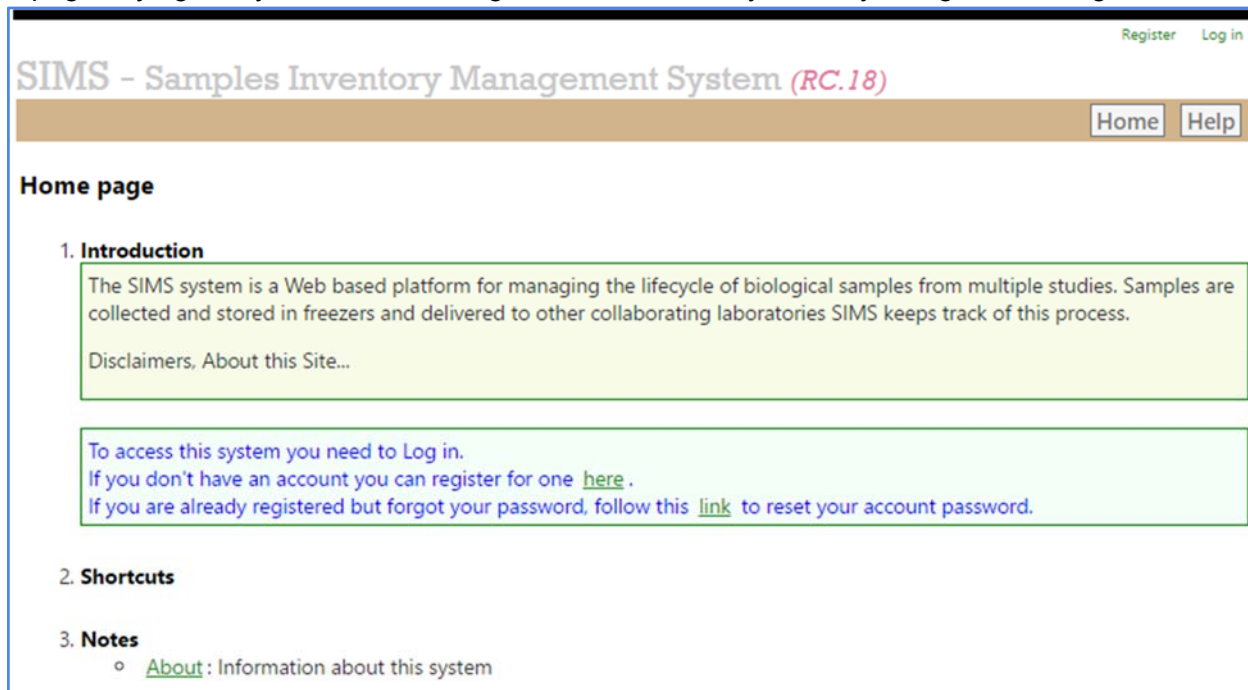 Register Log in
SIMS - Samples Inventory Management System (RC.18)
Home Help
Home page
1. Introduction
The SIMS system is a Web based platform for managing the lifecycle of biological samples from multiple studies. Samples are
collected and stored in freezers and delivered to other collaborating laboratories SIMS keeps track of this process.
Disclaimers, About this Site...
To access this system you need to Log in.
If you don't have an account you can register for one here .
If you are already registered but forgot your password, follow this link to reset your account password.
2. Shortcuts
3. Notes
About : Information about this system